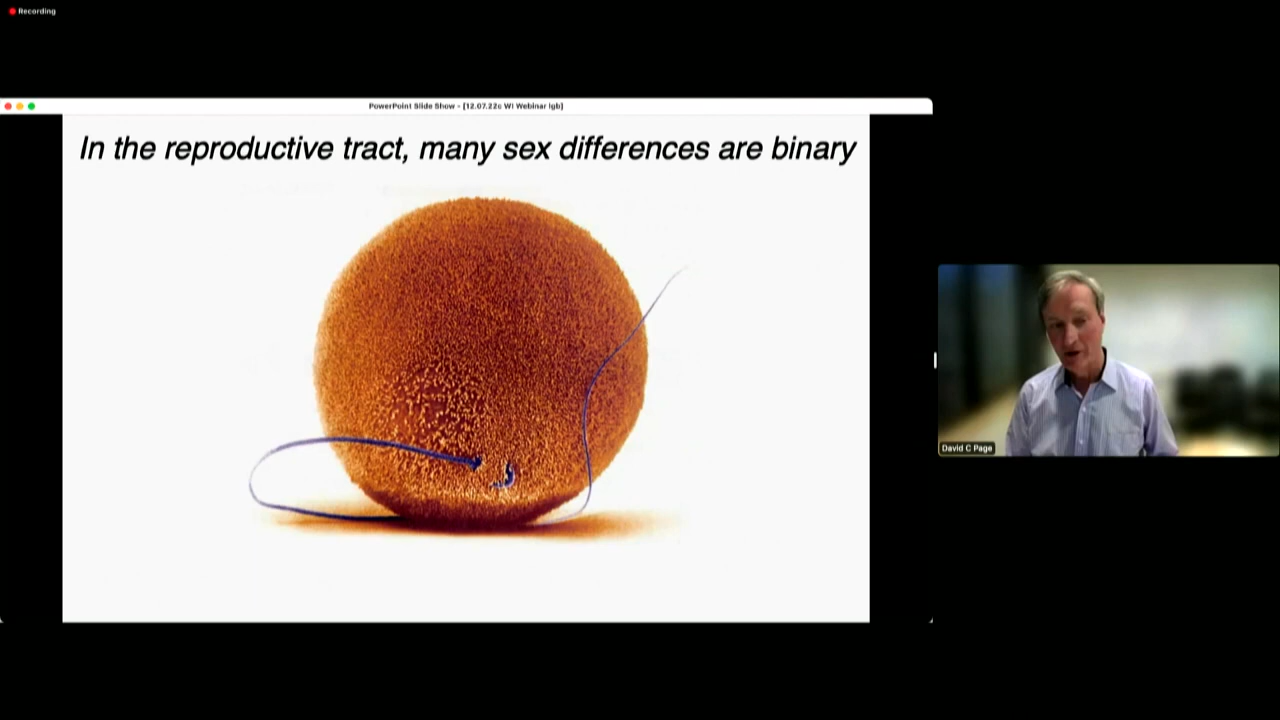 Recording
PowerPoint Slide Show - [12.07.22c WI Webinar lgb]
In the reproductive tract, many sex differences are binary
David C Page